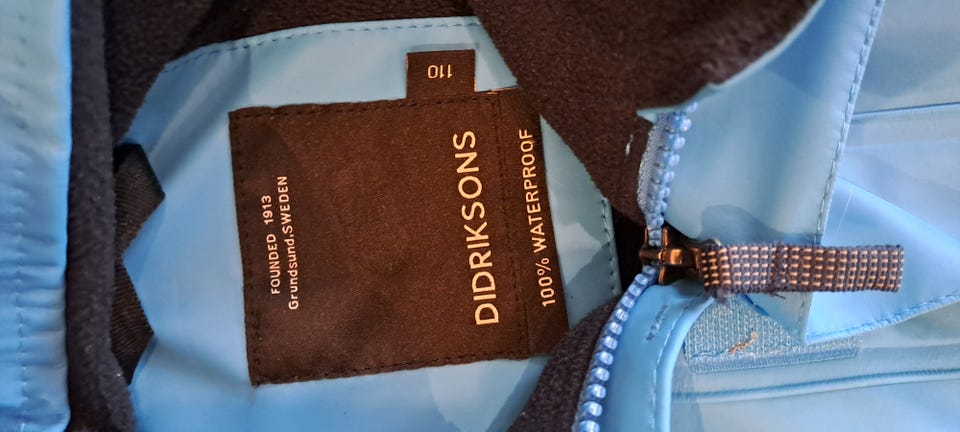 110
FOUNDED 1913
Grundsund, SWEDEN
DIDRIKSONS
100% WATERPROOF